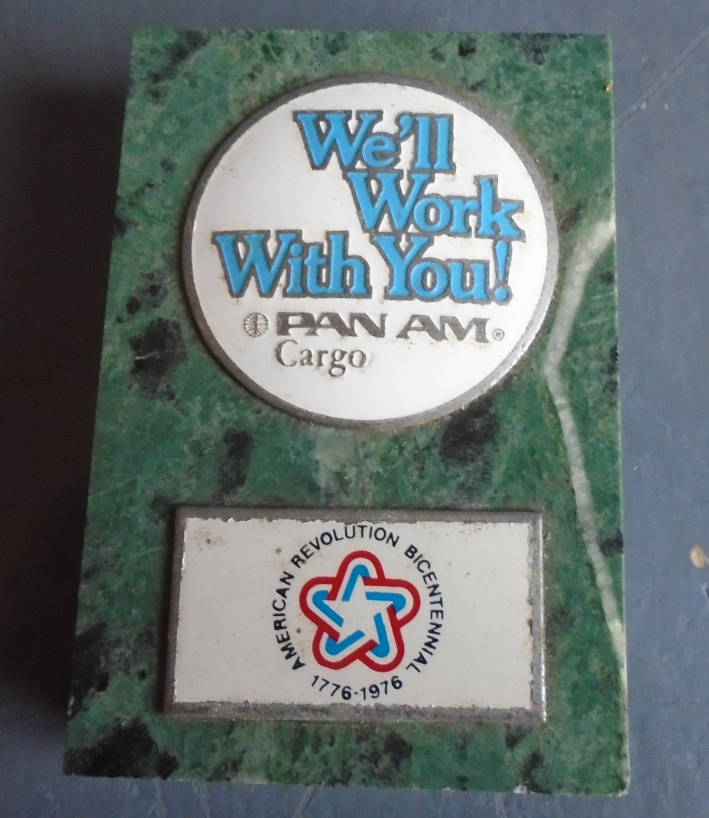 We'll
Work
With You!
PAN AM®
Cargo
AMERICAN REVOLUTION BICENTENNIAL
1776-1976